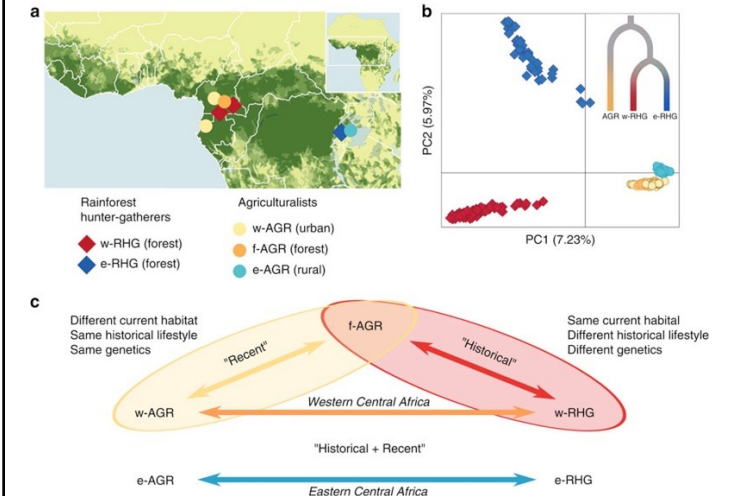 a
Rainforest
hunter-gatherers
w-RHG (forest)
e-RHG (forest)
Agriculturalists
w-AGR (urban)
f-AGR (forest)
e-AGR (rural)
b
PC2 (5.97%)
AGR w-RHG e-RHG
PC1 (7.23%)
c
Different current habitat
Same historical lifestyle
Same genetics
f-AGR
Same current habital
Different historical lifestyle
Different genetics
"Recent"
"Historical"
w-AGR
Western Central Africa
w-RHG
"Historical + Recent"
e-AGR
Eastern Central Africa
e-RHG